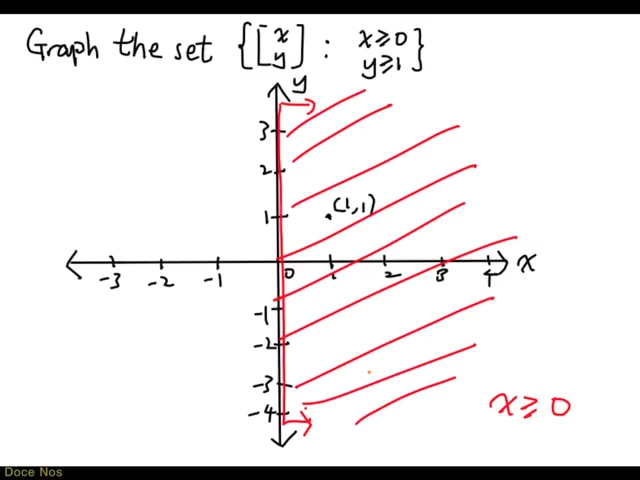 Graph the set {[x y] : x≥0 y≥1}
y
3
2
1
(1,1)
-3 -2 -1 0 1 2 3 4 x
-1
-2
-3
-4
x≥0
Doce Nos